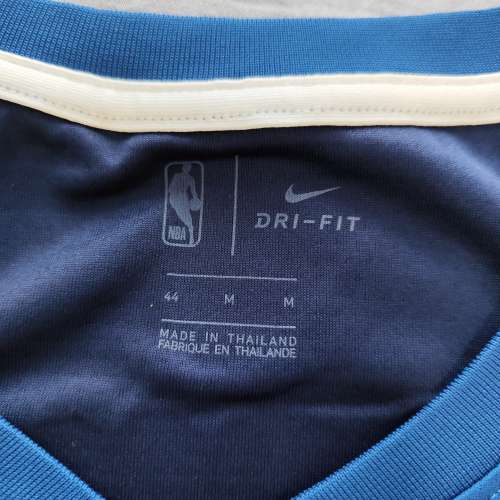 NBA
DRI-FIT
44 M M
MADE IN THAILAND
FABRIQUE EN THAILANDE